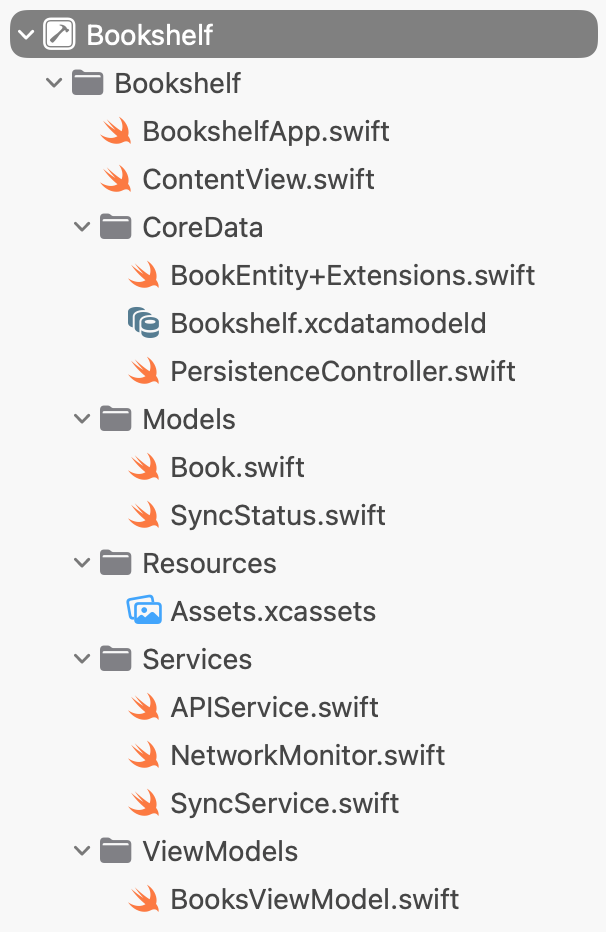 Bookshelf
Bookshelf
BookshelfApp.swift
ContentView.swift
CoreData
BookEntity+Extensions.swift
Bookshelf.xcdatamodeld
PersistenceController.swift
Models
Book.swift
SyncStatus.swift
Resources
Assets.xcassets
Services
APIService.swift
NetworkMonitor.swift
SyncService.swift
ViewModels
BooksViewModel.swift